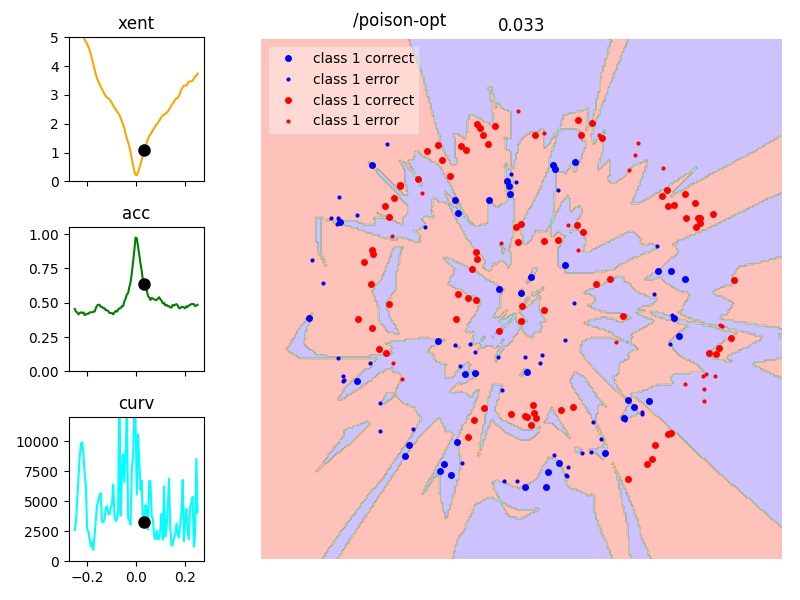 /poison-opt
0.033
xent
5
4
3
2
1
0
acc
1.00
0.75
0.50
0.25
0.00
curv
10000
7500
5000
2500
0
−0.2 0.0 0.2
class 1 correct
class 1 error
class 1 correct
class 1 error